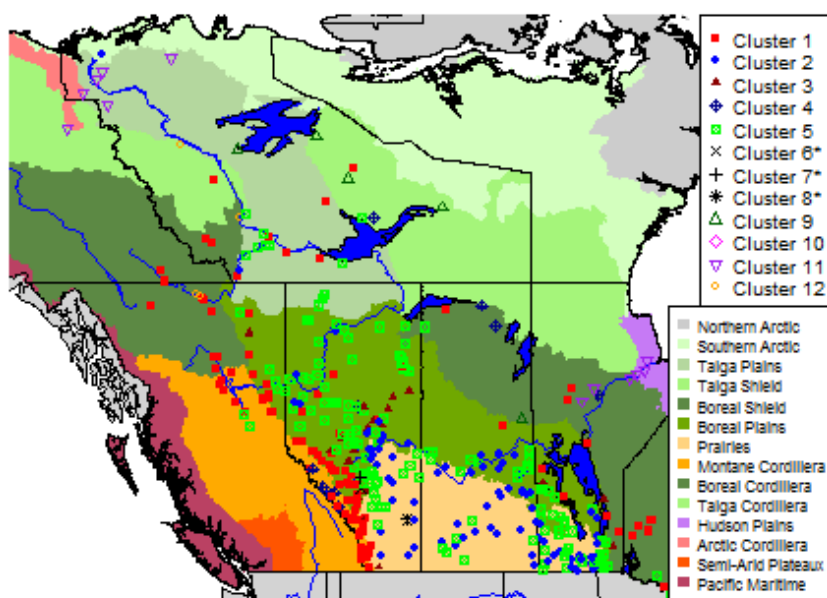 Cluster 1
Cluster 2
Cluster 3
Cluster 4
Cluster 5
Cluster 6*
Cluster 7*
Cluster 8*
Cluster 9
Cluster 10
Cluster 11
Cluster 12
Northern Arctic
Southern Arctic
Taiga Plains
Taiga Shield
Boreal Shield
Boreal Plains
Prairies
Montane Cordillera
Boreal Cordillera
Taiga Cordillera
Hudson Plains
Arctic Cordillera
Semi-Arid Plateaux
Pacific Maritime